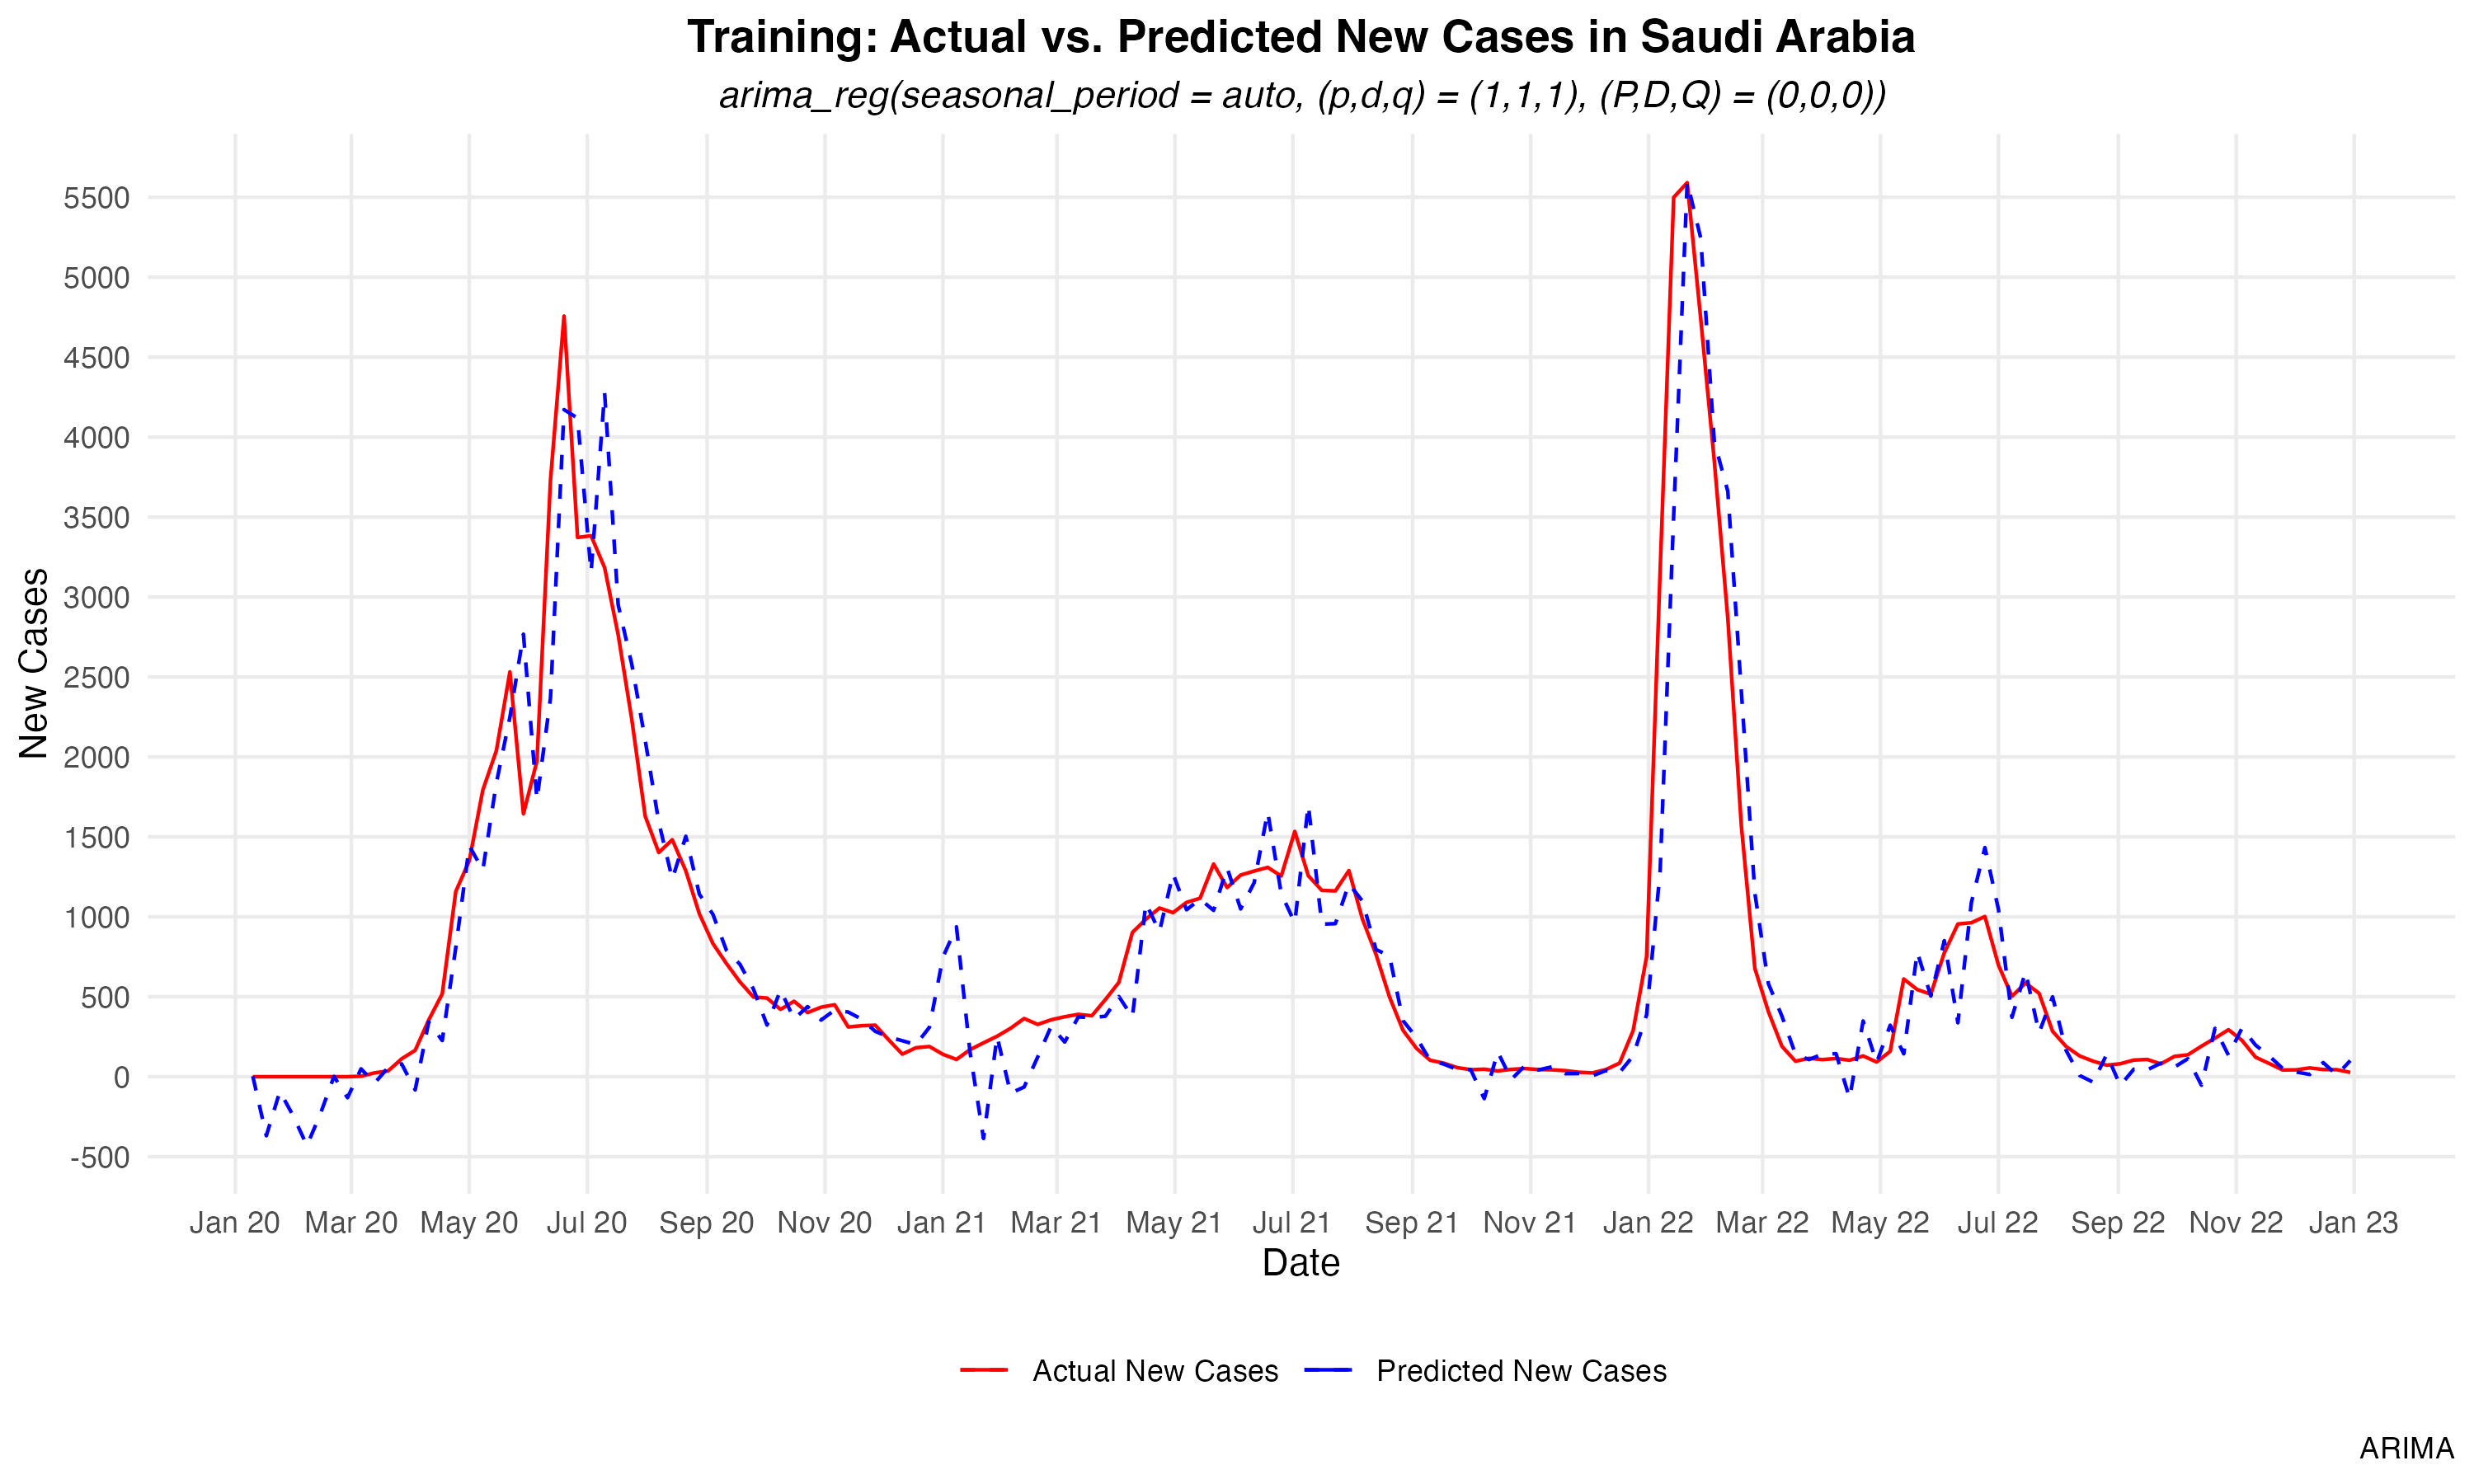 Training: Actual vs. Predicted New Cases in Saudi Arabia
arima_reg(seasonal_period = auto, (p,d,q) = (1,1,1), (P,D,Q) = (0,0,0))
New Cases
5500
5000
4500
4000
3500
3000
2500
2000
1500
1000
500
0
-500
Jan 20 Mar 20 May 20 Jul 20 Sep 20 Nov 20 Jan 21 Mar 21 May 21 Jul 21 Sep 21 Nov 21 Jan 22 Mar 22 May 22 Jul 22 Sep 22 Nov 22 Jan 23
Date
Actual New Cases Predicted New Cases
ARIMA